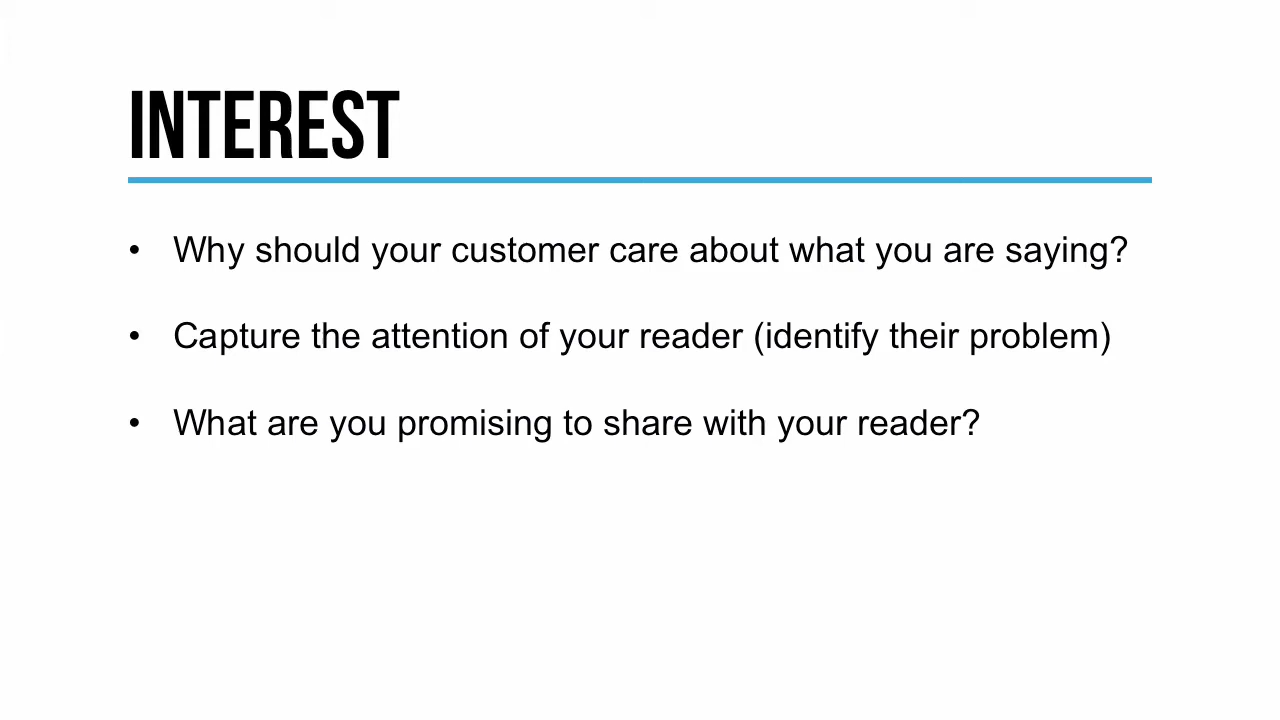 INTEREST
• Why should your customer care about what you are saying?
• Capture the attention of your reader (identify their problem)
• What are you promising to share with your reader?